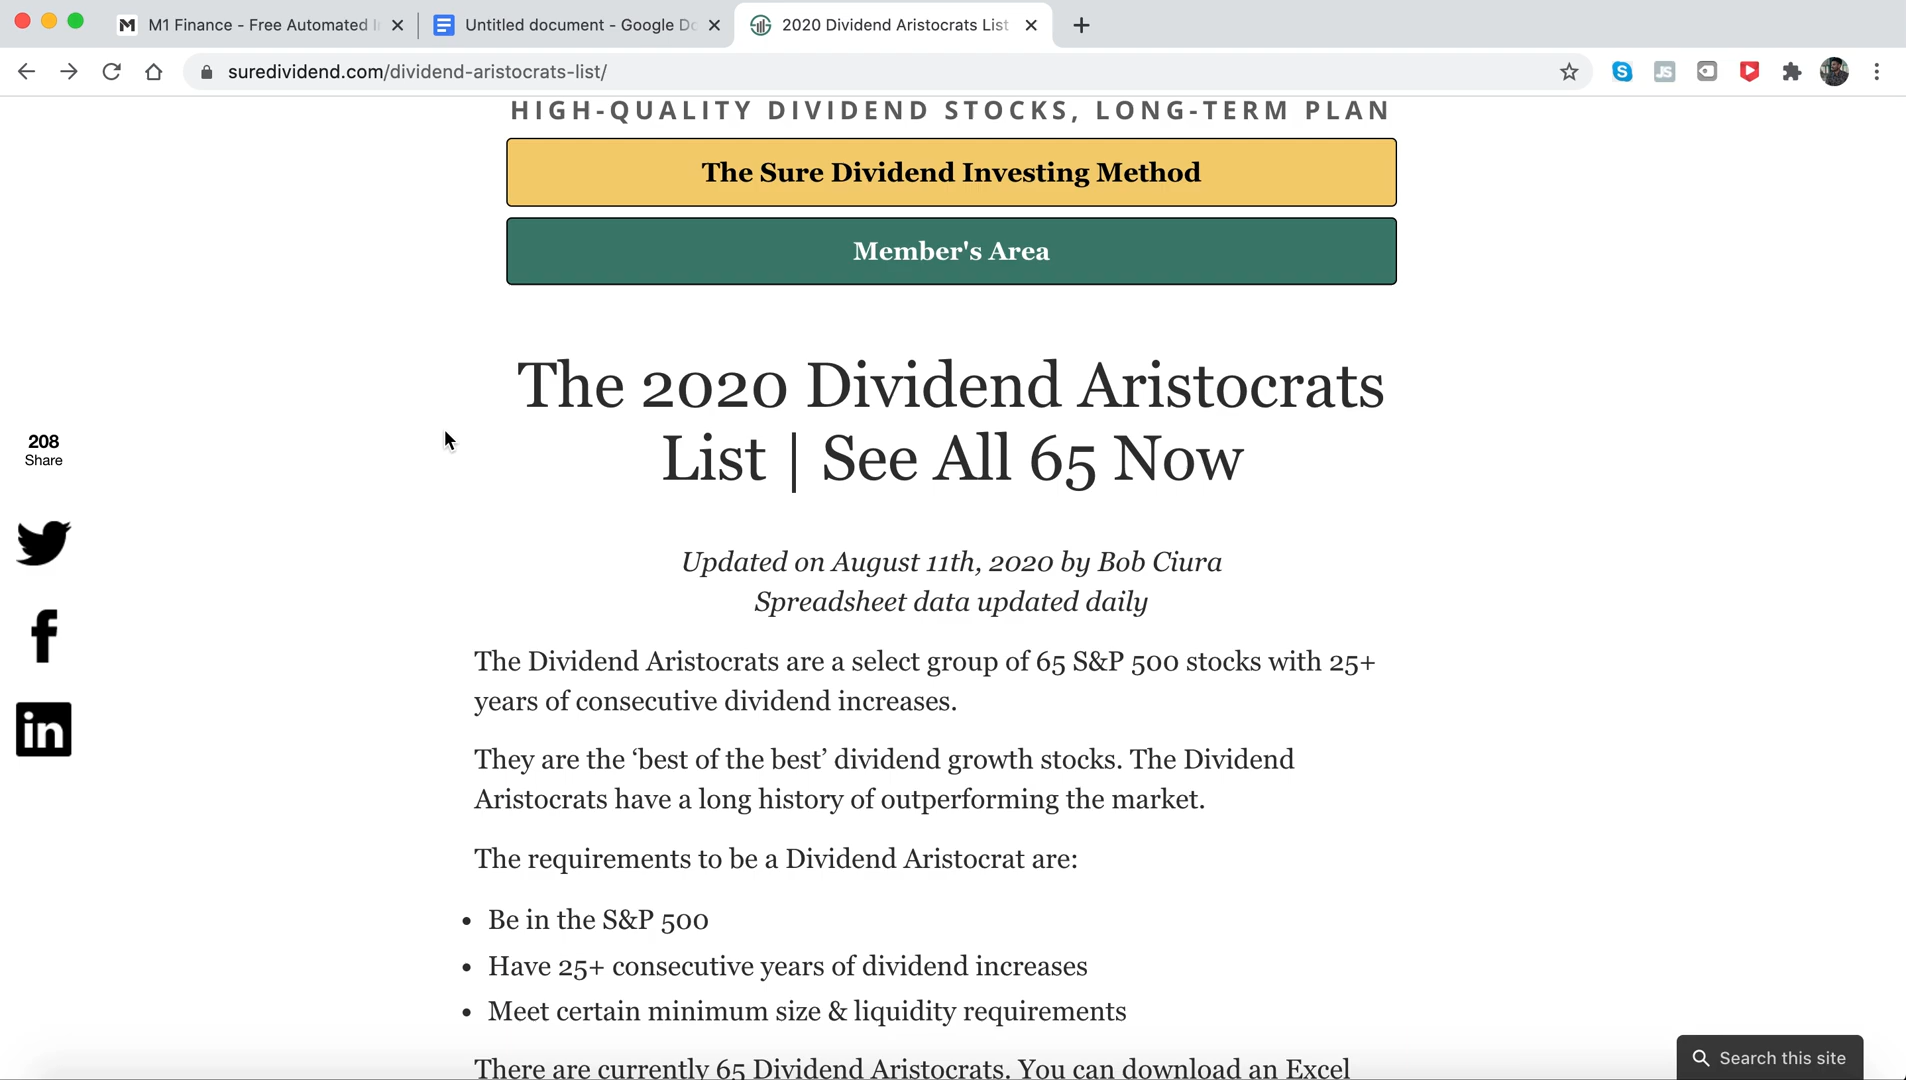 M1 Finance - Free Automated I
Untitled document - Google Do
2020 Dividend Aristocrats List
suredividend.com/dividend-aristocrats-list/
HIGH-QUALITY DIVIDEND STOCKS, LONG-TERM PLAN
The Sure Dividend Investing Method
Member's Area
The 2020 Dividend Aristocrats
List | See All 65 Now
208
Share
Updated on August 11th, 2020 by Bob Ciura
Spreadsheet data updated daily
The Dividend Aristocrats are a select group of 65 S&P 500 stocks with 25+
years of consecutive dividend increases.
They are the ‘best of the best’ dividend growth stocks. The Dividend
Aristocrats have a long history of outperforming the market.
The requirements to be a Dividend Aristocrat are:
• Be in the S&P 500
• Have 25+ consecutive years of dividend increases
• Meet certain minimum size & liquidity requirements
There are currently 65 Dividend Aristocrats. You can download an Excel
Search this site